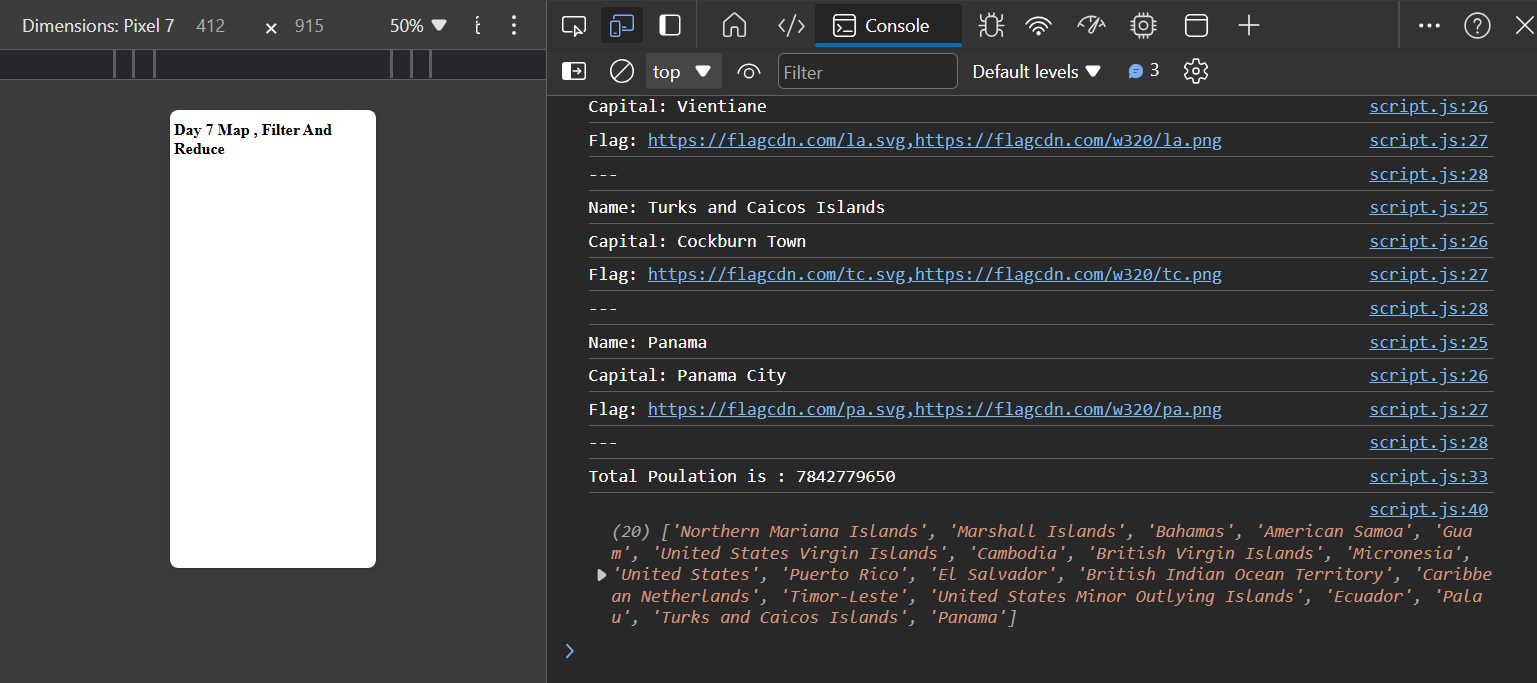 Dimensions: Pixel 7 412 × 915 50%
Console
top Filter Default levels 3
Day 7 Map , Filter And
Reduce
Capital: Vientiane script.js:26
Flag: https://flagcdn.com/la.svg,https://flagcdn.com/w320/la.png script.js:27
--- script.js:28
Name: Turks and Caicos Islands script.js:25
Capital: Cockburn Town script.js:26
Flag: https://flagcdn.com/tc.svg,https://flagcdn.com/w320/tc.png script.js:27
--- script.js:28
Name: Panama script.js:25
Capital: Panama City script.js:26
Flag: https://flagcdn.com/pa.svg,https://flagcdn.com/w320/pa.png script.js:27
--- script.js:28
Total Poulation is : 7842779650 script.js:33
script.js:40
(20) ['Northern Mariana Islands', 'Marshall Islands', 'Bahamas', 'American Samoa', 'Gua
m', 'United States Virgin Islands', 'Cambodia', 'British Virgin Islands', 'Micronesia',
'United States', 'Puerto Rico', 'El Salvador', 'British Indian Ocean Territory', 'Caribbe
an Netherlands', 'Timor-Leste', 'United States Minor Outlying Islands', 'Ecuador', 'Pala
u', 'Turks and Caicos Islands', 'Panama']